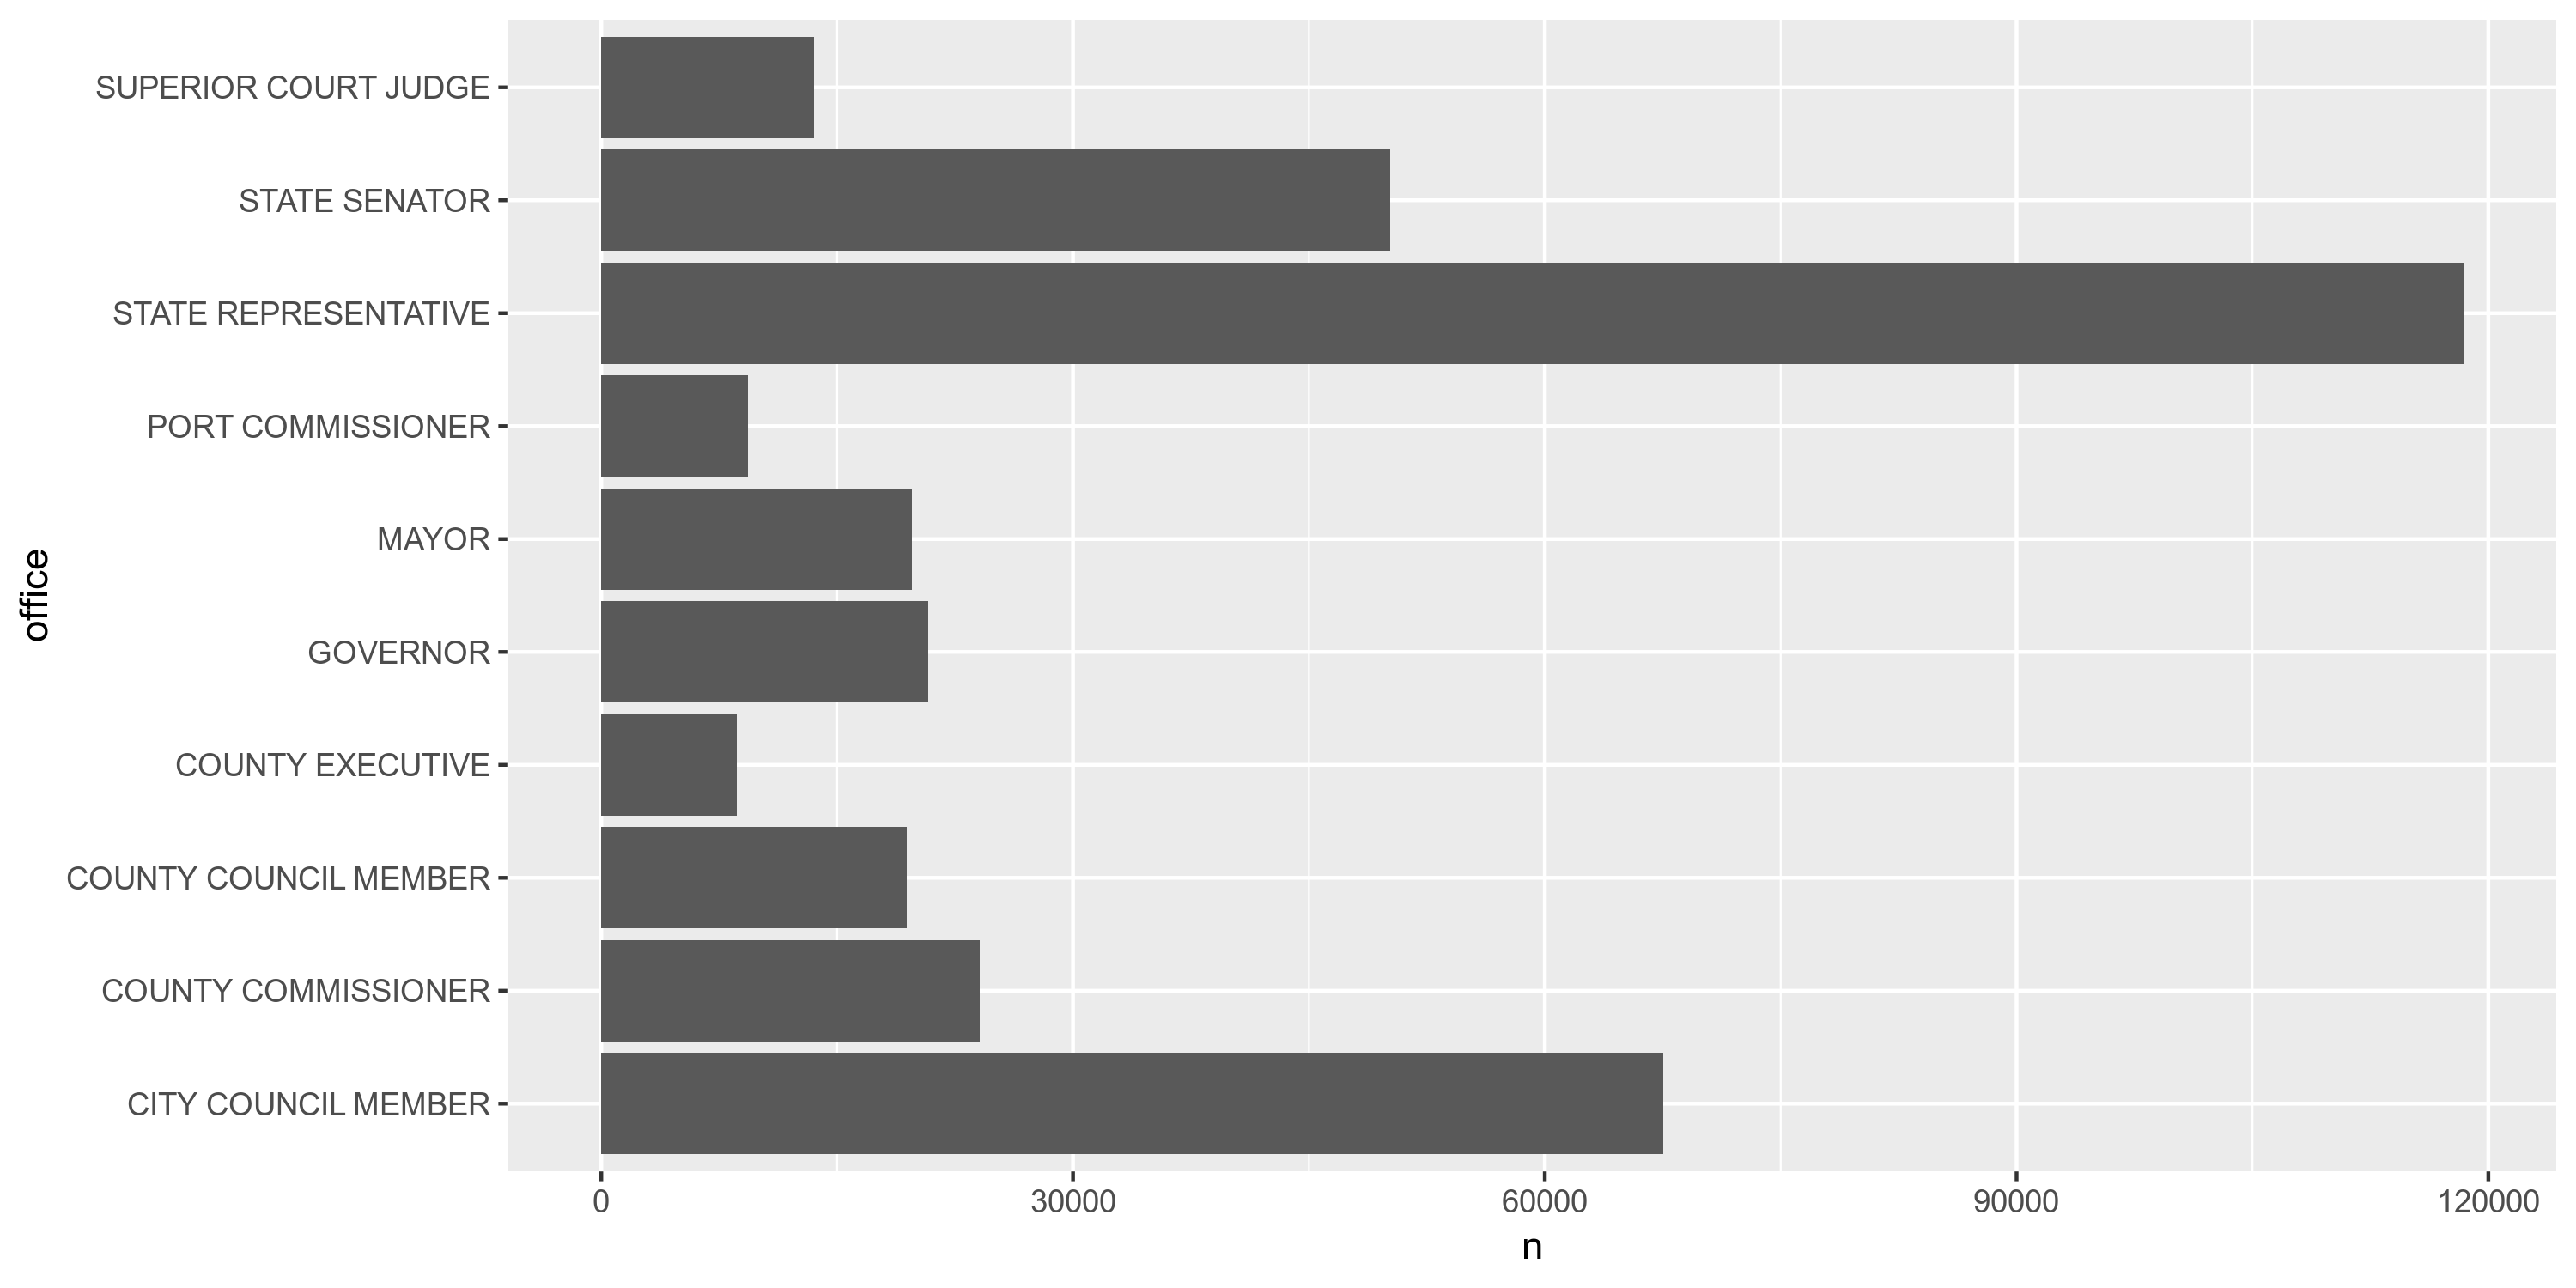 SUPERIOR COURT JUDGE
STATE SENATOR
STATE REPRESENTATIVE
PORT COMMISSIONER
MAYOR
GOVERNOR
COUNTY EXECUTIVE
COUNTY COUNCIL MEMBER
COUNTY COMMISSIONER
CITY COUNCIL MEMBER
office
0 30000 60000 90000 120000
n